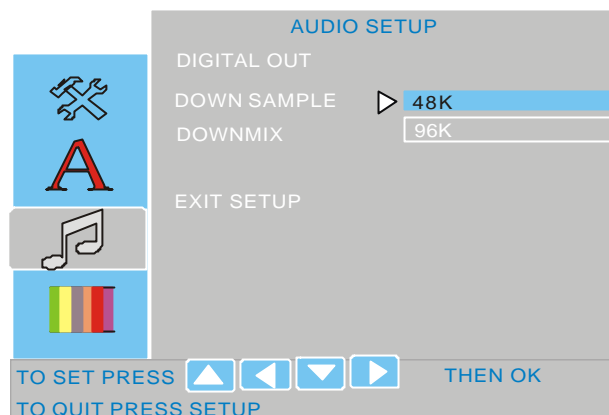 AUDIO SETUP
DIGITAL OUT
DOWN SAMPLE 48K
DOWNMIX 96K
EXIT SETUP
A
TO SET PRESS THEN OK
TO QUIT PRESS SETUP